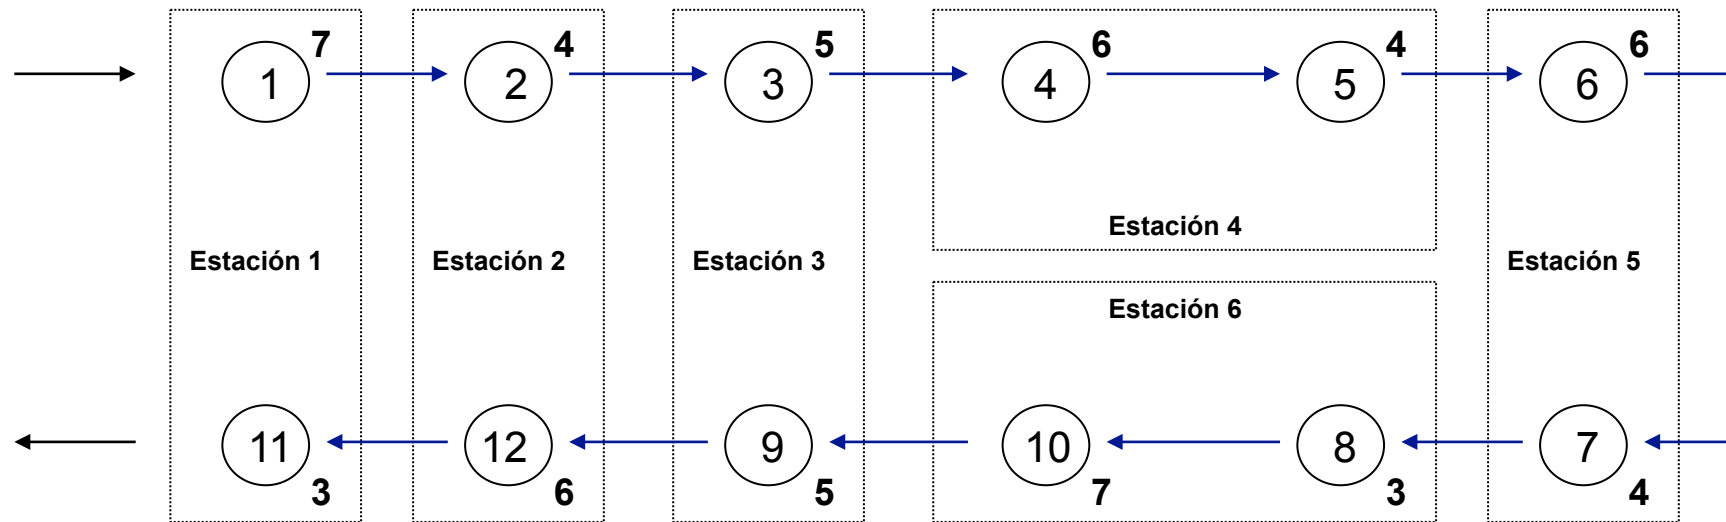 7 4 5 6 4 6
1 2 3 4 5 6
Estación 4
Estación 1 Estación 2 Estación 3 Estación 5
Estación 6
11 12 9 10 8 7
3 6 5 7 3 4